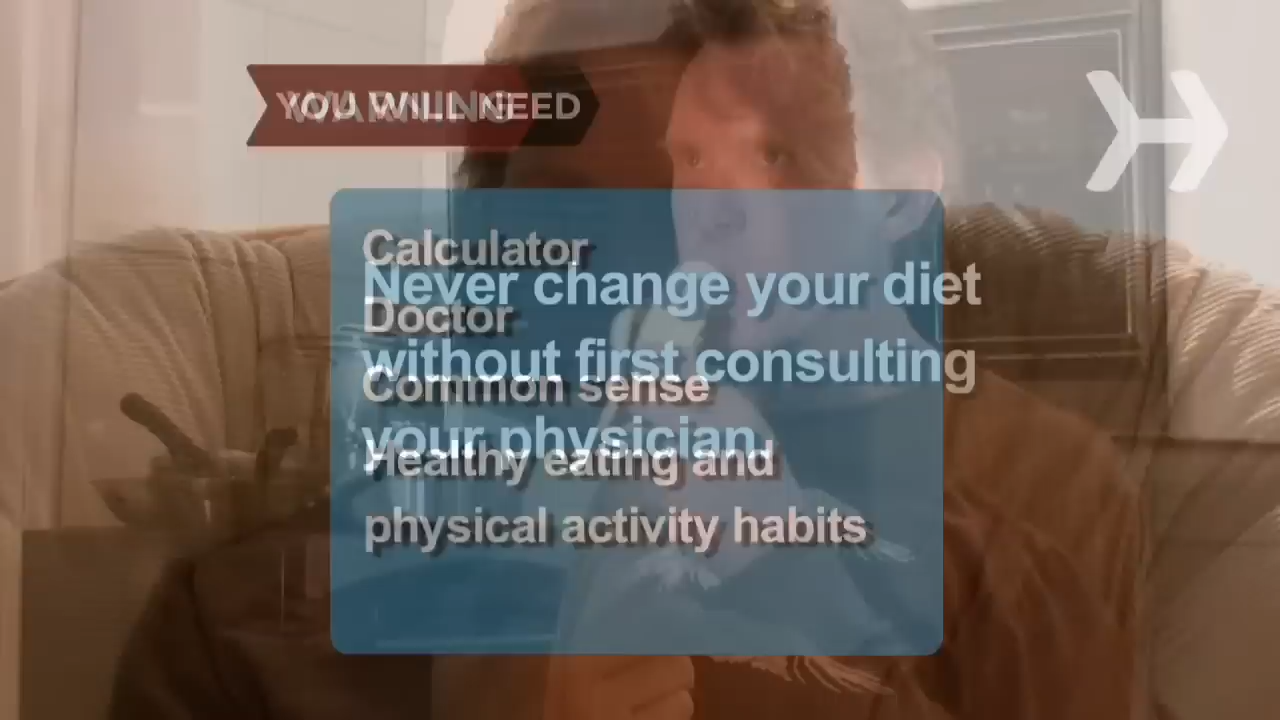 YOU WILL NEED
WARNING
Calculator
Doctor
Common sense
Healthy eating and
physical activity habits
Never change your diet
without first consulting
your physician.